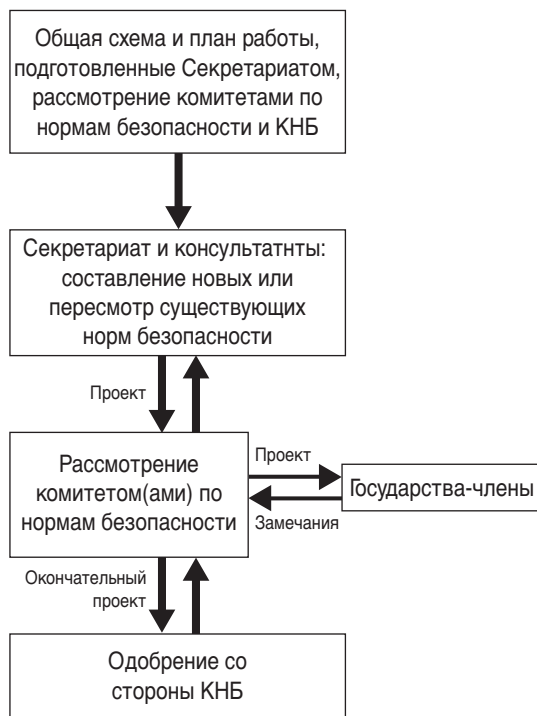 Общая схема и план работы,
подготовленные Секретариатом,
рассмотрение комитетами по
нормам безопасности и КНБ
Секретариат и консультатнты:
составление новых или
пересмотр существующих
норм безопасности
Проект
Рассмотрение
комитетом(ами) по
нормам безопасности
Проект
Государства-члены
Замечания
Окончательный
проект
Одобрение со
стороны КНБ